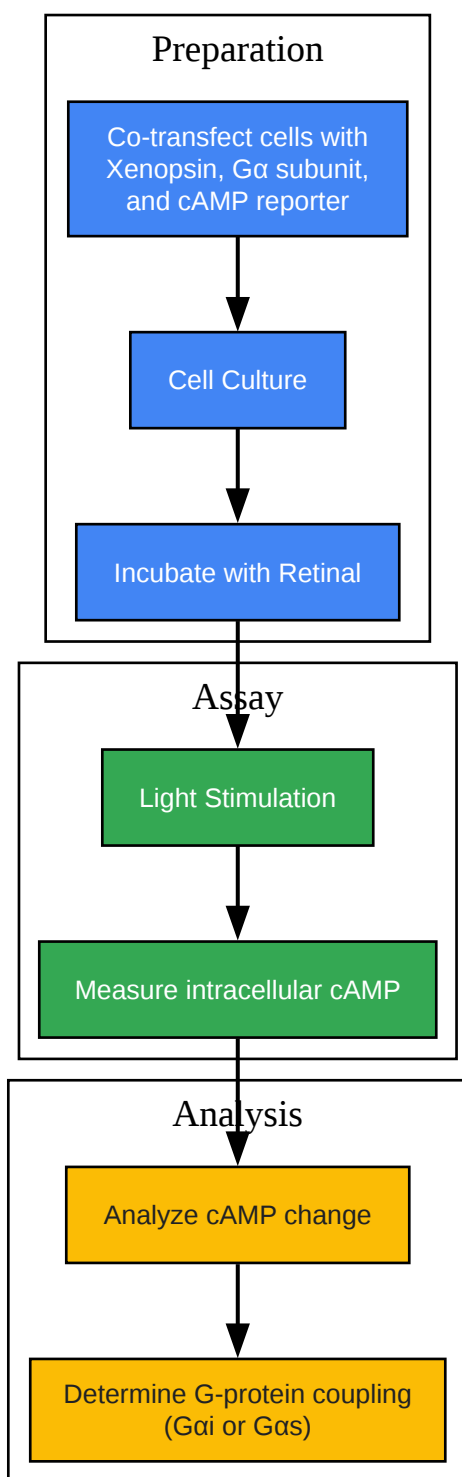 Preparation
Co-transfect cells with
Xenopsin, Gα subunit,
and cAMP reporter
Cell Culture
Incubate with Retinal
Assay
Light Stimulation
Measure intracellular cAMP
Analysis
Analyze cAMP change
Determine G-protein coupling
(Gαi or Gαs)